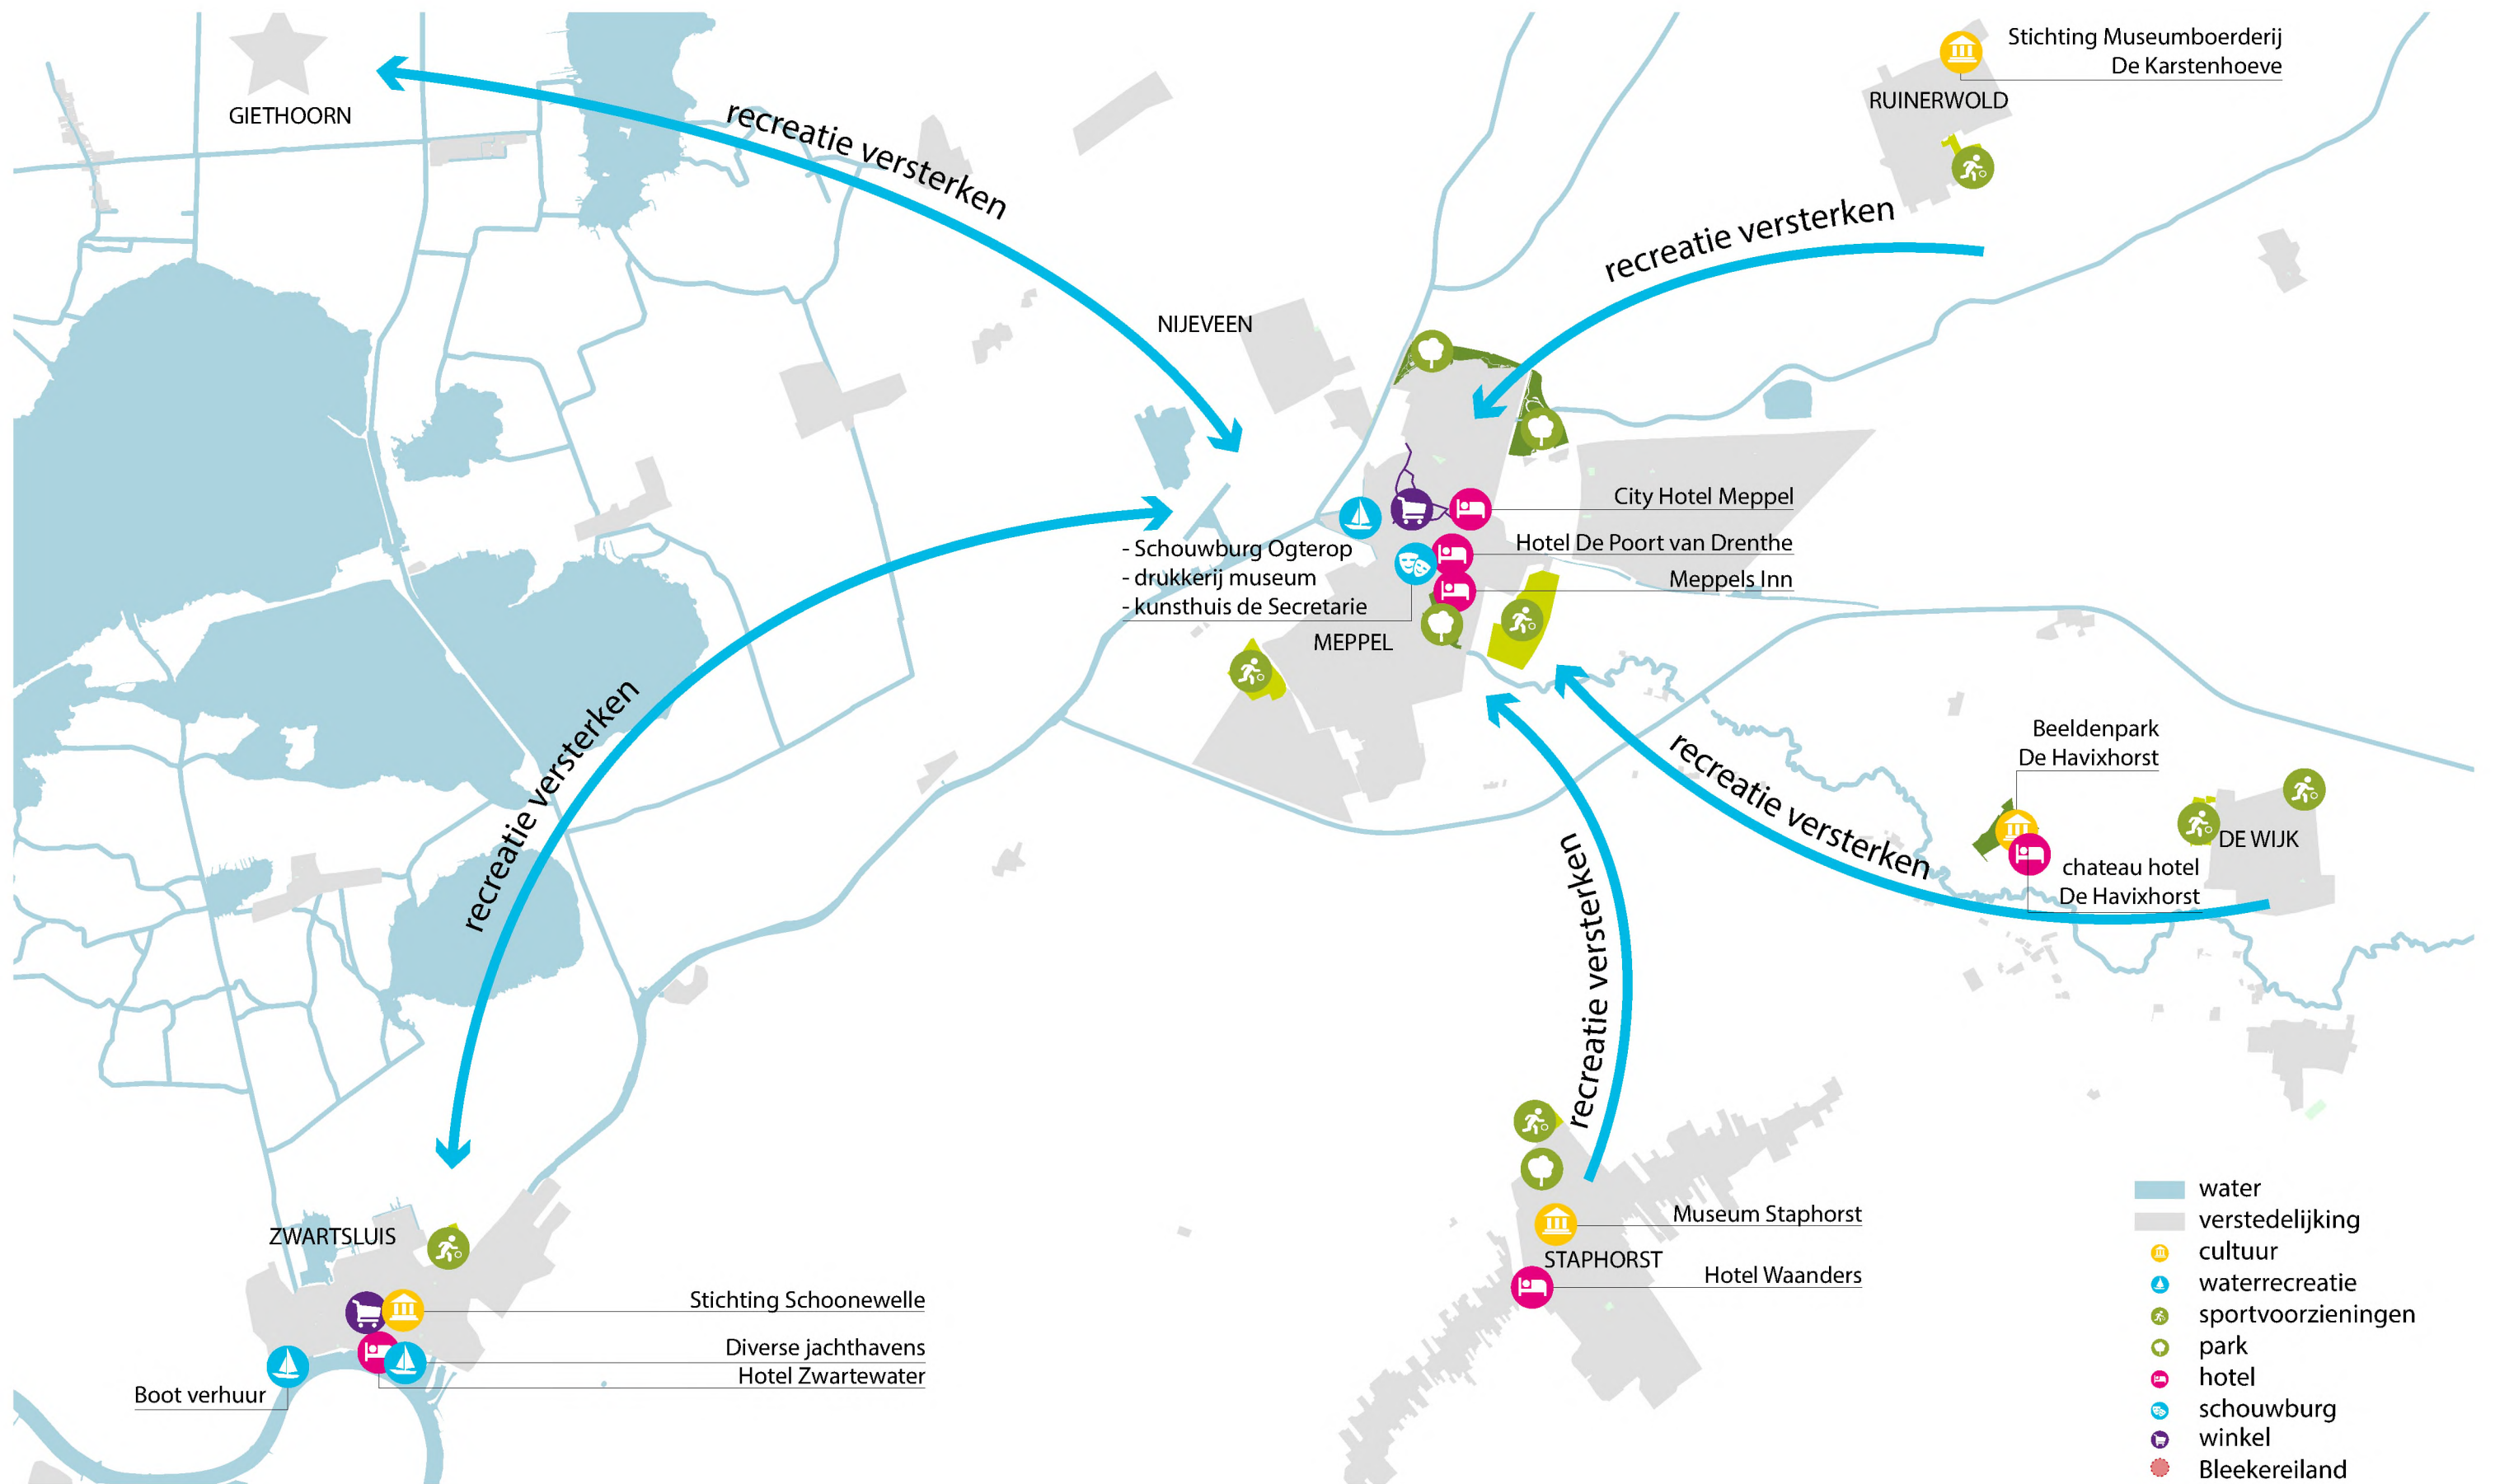 Stichting Museumboerderij
De Karstenhoeve
RUINERWOLD
GIETHOORN
recreatie versterken
recreatie versterken
NIJEVEEN
City Hotel Meppel
Hotel De Poort van Drenthe
Meppels Inn
- Schouwburg Ogterop
- drukkerij museum
- kunsthuis de Secretarie
MEPPEL
recreatie versterken
recreatie versterken
recreatie versterken
Beeldenpark
De Havixhorst
DE WIJK
chateau hotel
De Havixhorst
Museum Staphorst
STAPHORST
Hotel Waanders
ZWARTSLUIS
Stichting Schoonewelle
Diverse jachthavens
Hotel Zwartewater
Boot verhuur
water
verstedelijking
cultuur
waterrecreatie
sportvoorzieningen
park
hotel
schouwburg
winkel
Bleekereiland